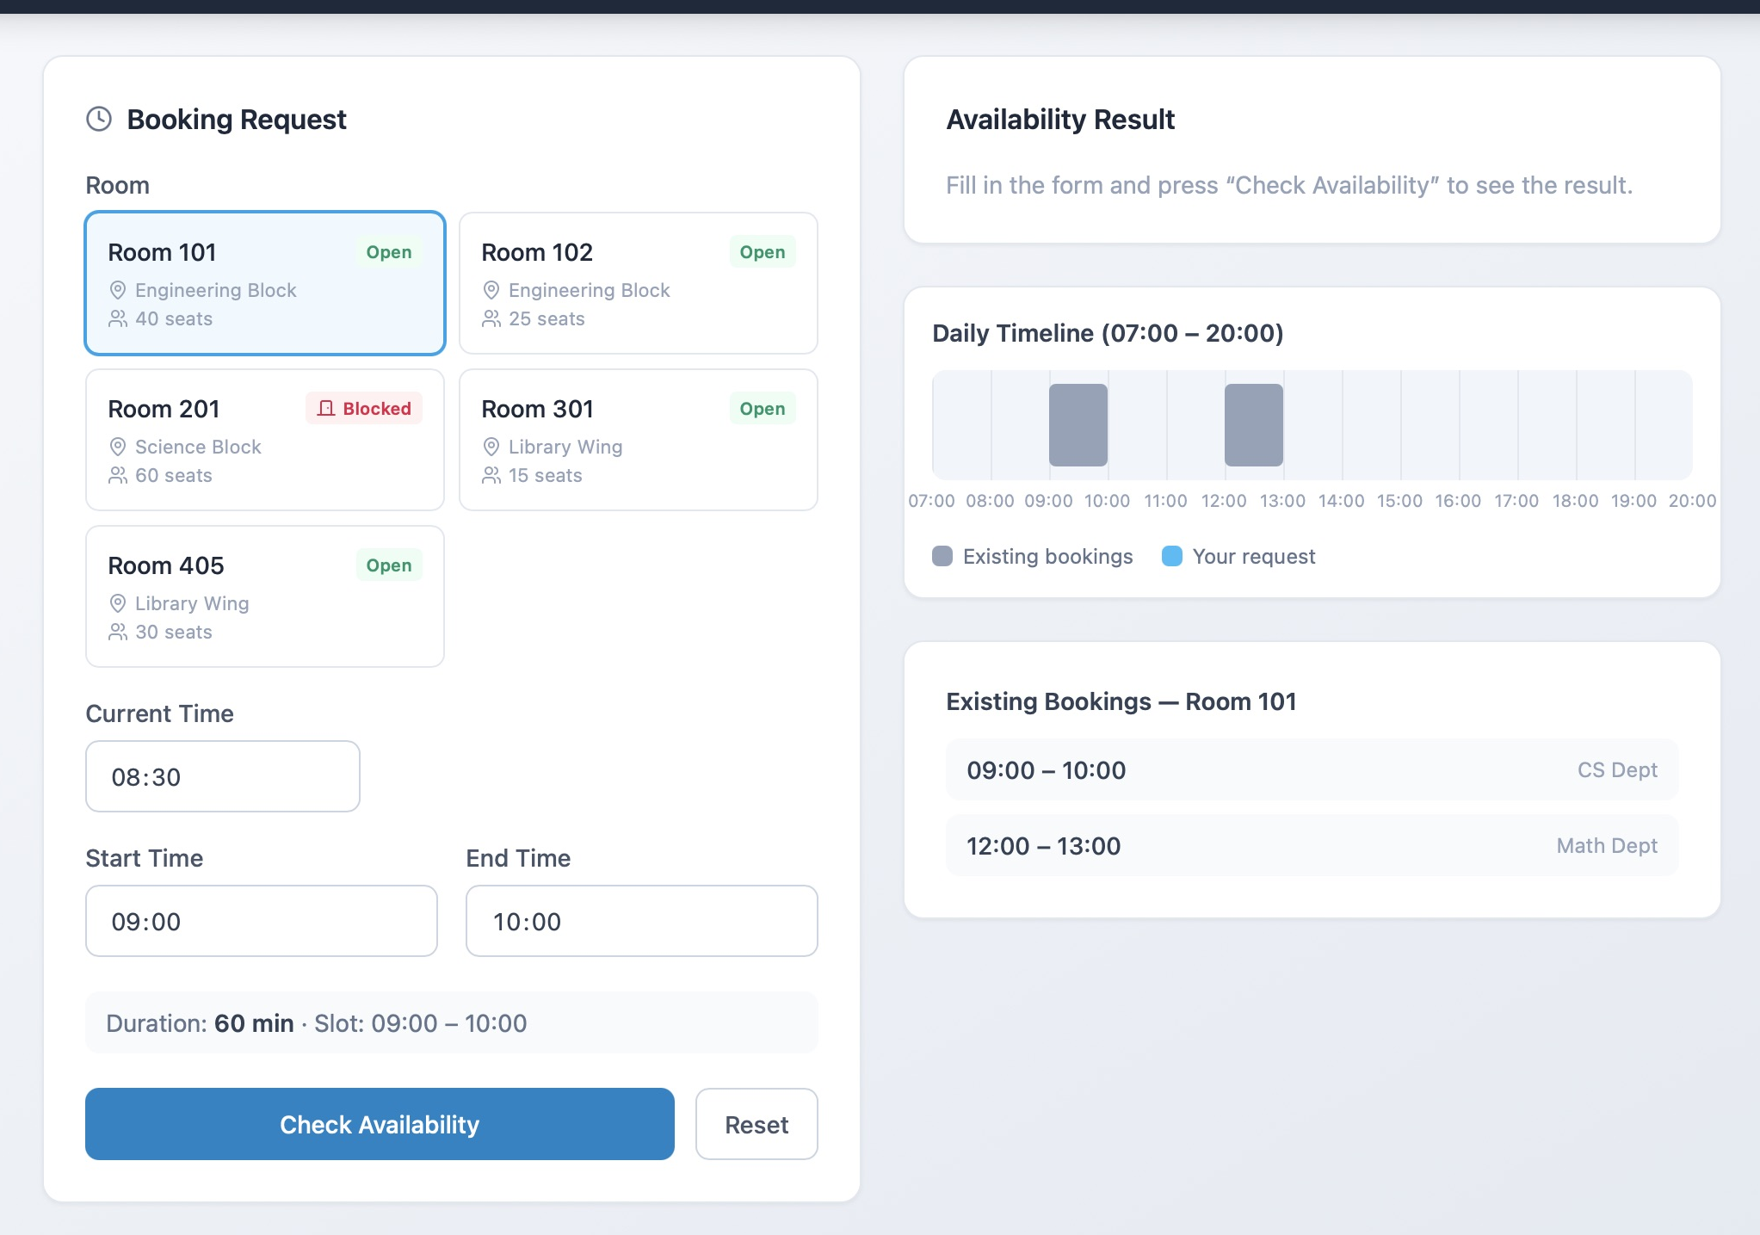 Booking Request
Room
Room 101
Open
Engineering Block
40 seats
Room 102
Open
Engineering Block
25 seats
Room 201
Blocked
Science Block
60 seats
Room 301
Open
Library Wing
15 seats
Room 405
Open
Library Wing
30 seats
Current Time
08:30
Start Time
End Time
09:00
10:00
Duration: 60 min · Slot: 09:00 – 10:00
Check Availability
Reset
Availability Result
Fill in the form and press “Check Availability” to see the result.
Daily Timeline (07:00 – 20:00)
07:00 08:00 09:00 10:00 11:00 12:00 13:00 14:00 15:00 16:00 17:00 18:00 19:00 20:00
Existing bookings Your request
Existing Bookings — Room 101
09:00 – 10:00 CS Dept
12:00 – 13:00 Math Dept